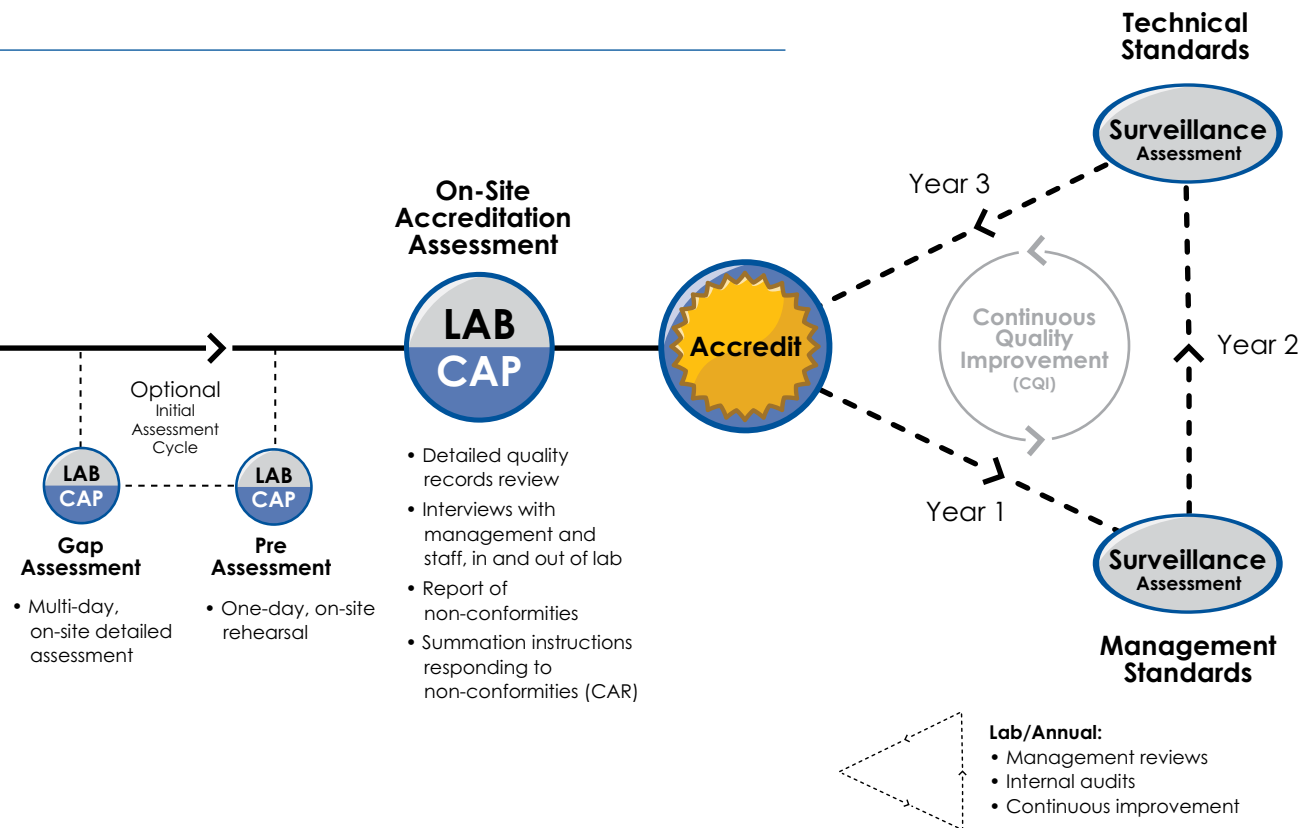 Technical
Standards
Surveillance
Assessment
Year 3
On-Site
Accreditation
Assessment
LAB
CAP
Accredit
Continuous
Quality
Improvement
(CQI)
Year 2
Optional
Initial
Assessment
Cycle
LAB
CAP
LAB
CAP
Gap
Assessment
• Multi-day,
on-site detailed
assessment
Pre
Assessment
• One-day, on-site
rehearsal
• Detailed quality
records review
• Interviews with
management and
staff, in and out of lab
• Report of
non-conformities
• Summation instructions
responding to
non-conformities (CAR)
Year 1
Surveillance
Assessment
Management
Standards
Lab/Annual:
• Management reviews
• Internal audits
• Continuous improvement